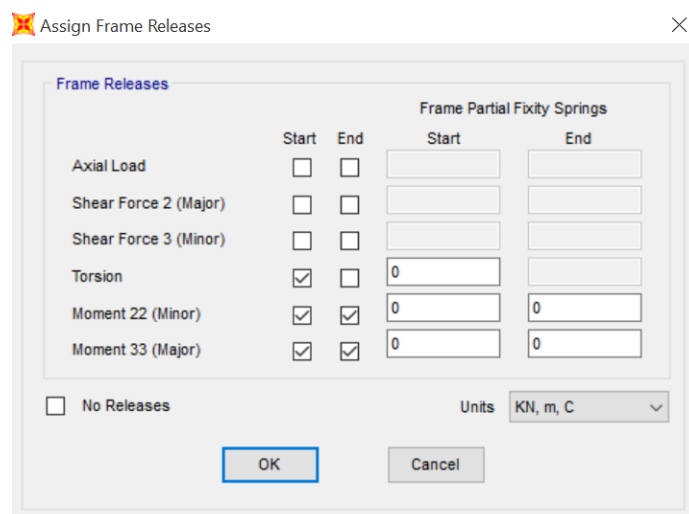 Assign Frame Releases
Frame Releases
Frame Partial Fixity Springs
Start End Start End
Axial Load
Shear Force 2 (Major)
Shear Force 3 (Minor)
Torsion 0
Moment 22 (Minor) 0 0
Moment 33 (Major) 0 0
No Releases Units KN, m, C
OK Cancel